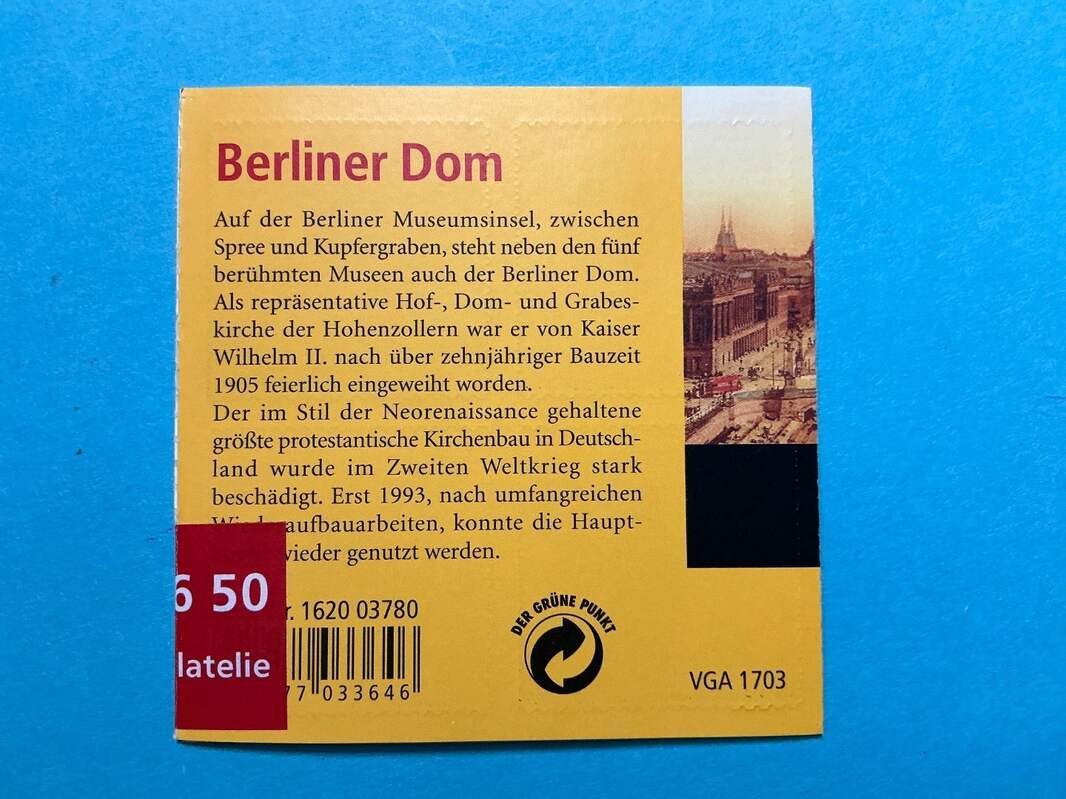 Berliner Dom
Auf der Berliner Museumsinsel, zwischen
Spree und Kupfergraben, steht neben den fünf
berühmten Museen auch der Berliner Dom.
Als repräsentative Hof-, Dom- und Grabes-
kirche der Hohenzollern war er von Kaiser
Wilhelm II. nach über zehnjähriger Bauzeit
1905 feierlich eingeweiht worden.
Der im Stil der Neorenaissance gehaltene
größte protestantische Kirchenbau in Deutsch-
land wurde im Zweiten Weltkrieg stark
beschädigt. Erst 1993, nach umfangreichen
aufbauarbeiten, konnte die Haupt-
wieder genutzt werden.
6 50
latelie
r. 1620 03780
77 033646
DER GRÜNE PUNKT
VGA 1703